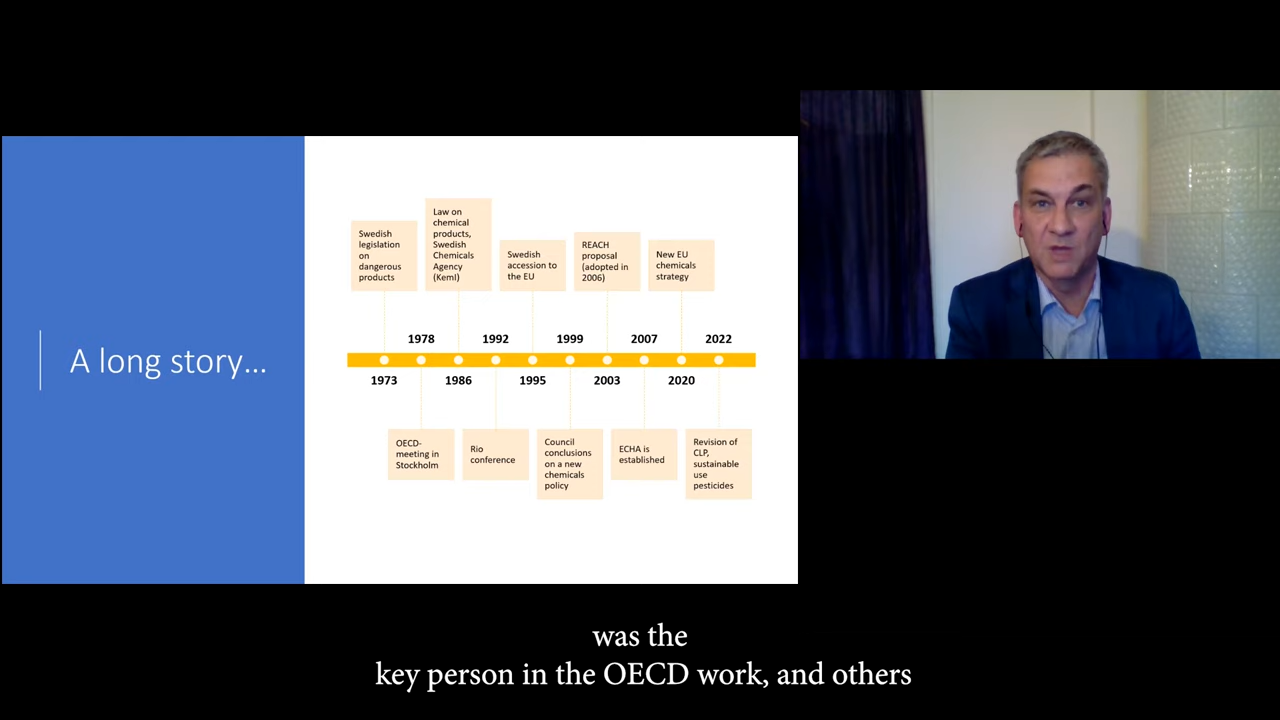 A long story...
Swedish
legislation
on
dangerous
products
Law on
chemical
products,
Swedish
Chemicals
Agency
(KemI)
Swedish
accession to
the EU
REACH
proposal
(adopted in
2006)
New EU
chemicals
strategy
1978
1992
1999
2007
2022
1973
1986
1995
2003
2020
OECD-
meeting in
Stockholm
Rio
conference
Council
conclusions
on a new
chemicals
policy
ECHA is
established
Revision of
CLP,
sustainable
use
pesticides
was the
key person in the OECD work, and others